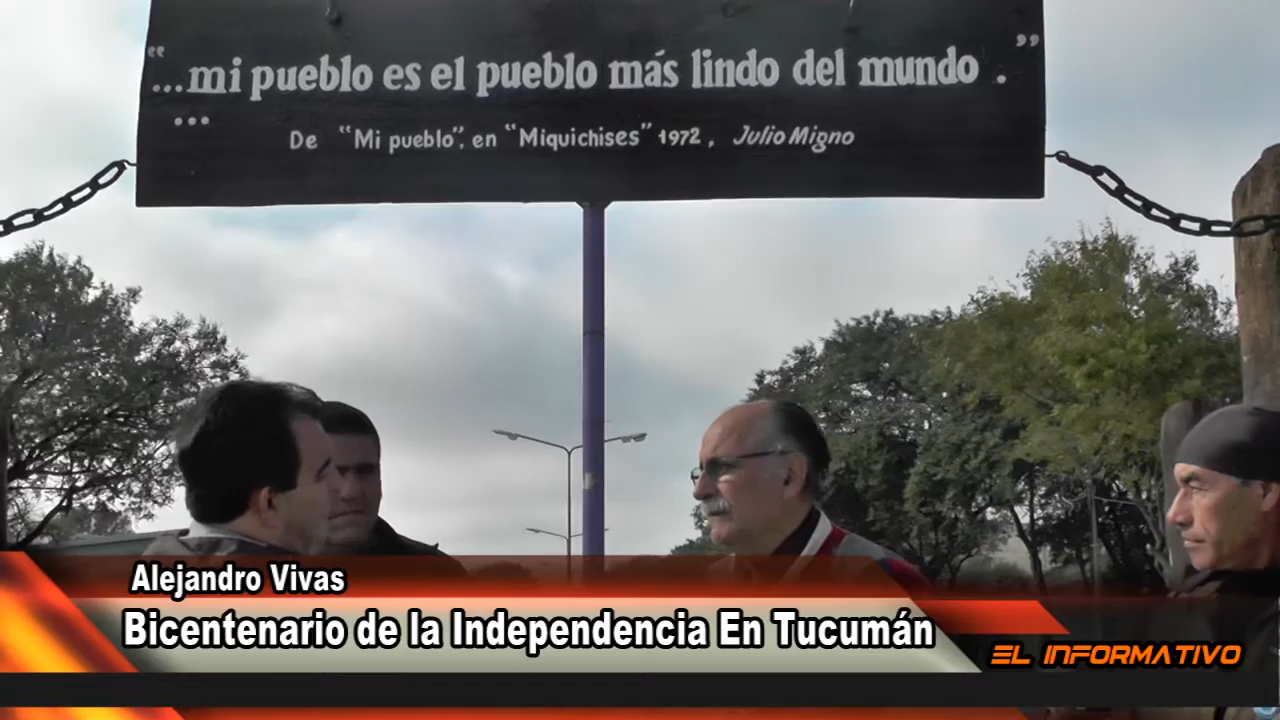 "...mi pueblo es el pueblo más lindo del mundo . "
...
De "Mi pueblo", en "Miquichises" 1972, Julio Migno
Alejandro Vivas
Bicentenario de la Independencia En Tucumán
EL INFORMATIVO